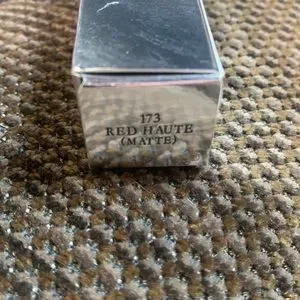 173
RED HAUTE
(MATTE)